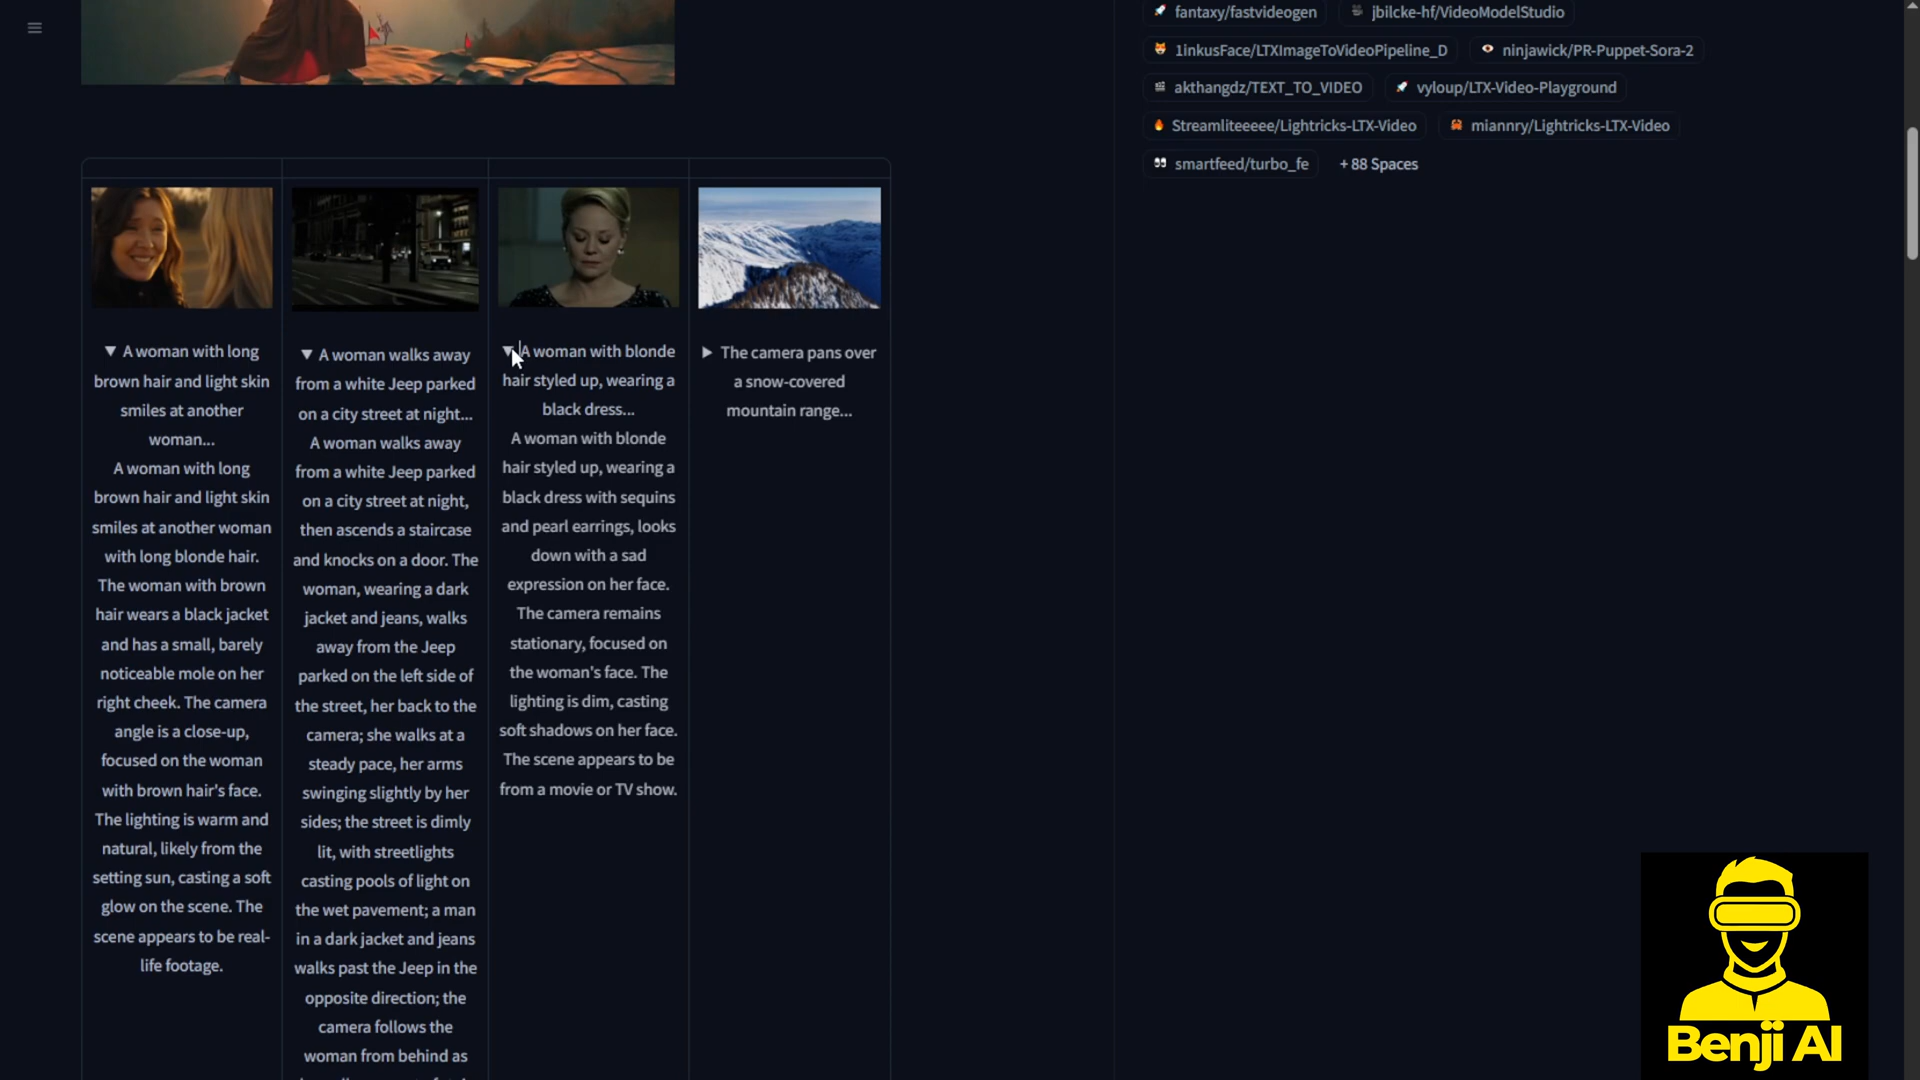 fantaxy/fastvideogen
jbilcke-hf/VideoModelStudio
1inkusFace/LTXImageToVideoPipeline_D
ninjawick/PR-Puppet-Sora-2
akthangdz/TEXT_TO_VIDEO
vyloup/LTX-Video-Playground
Streamliteeeee/Lightricks-LTX-Video
miannry/Lightricks-LTX-Video
smartfeed/turbo_fe
+ 88 Spaces
A woman with long
brown hair and light skin
smiles at another
woman...
A woman with long
brown hair and light skin
smiles at another woman
with long blonde hair.
The woman with brown
hair wears a black jacket
and has a small, barely
noticeable mole on her
right cheek. The camera
angle is a close-up,
focused on the woman
with brown hair's face.
The lighting is warm and
natural, likely from the
setting sun, casting a soft
glow on the scene. The
scene appears to be real-
life footage.
A woman walks away
from a white Jeep parked
on a city street at night...
A woman walks away
from a white Jeep parked
on a city street at night,
then ascends a staircase
and knocks on a door. The
woman, wearing a dark
jacket and jeans, walks
away from the Jeep
parked on the left side of
the street, her back to the
camera; she walks at a
steady pace, her arms
swinging slightly by her
sides; the street is dimly
lit, with streetlights
casting pools of light on
the wet pavement; a man
in a dark jacket and jeans
walks past the Jeep in the
opposite direction; the
camera follows the
woman from behind as
A woman with blonde
hair styled up, wearing a
black dress...
A woman with blonde
hair styled up, wearing a
black dress with sequins
and pearl earrings, looks
down with a sad
expression on her face.
The camera remains
stationary, focused on
the woman's face. The
lighting is dim, casting
soft shadows on her face.
The scene appears to be
from a movie or TV show.
The camera pans over
a snow-covered
mountain range...
Benji AI